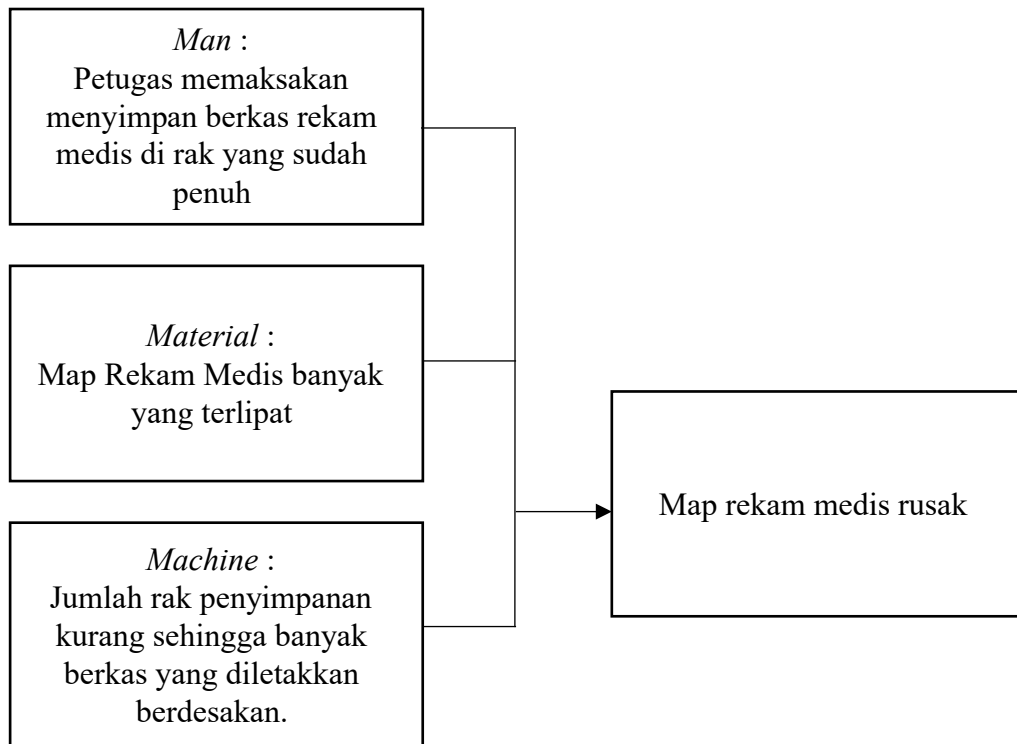 Man :
Petugas memaksakan
menyimpan berkas rekam
medis di rak yang sudah
penuh
Material :
Map Rekam Medis banyak
yang terlipat
Machine :
Jumlah rak penyimpanan
kurang sehingga banyak
berkas yang diletakkan
berdesakan.
Map rekam medis rusak